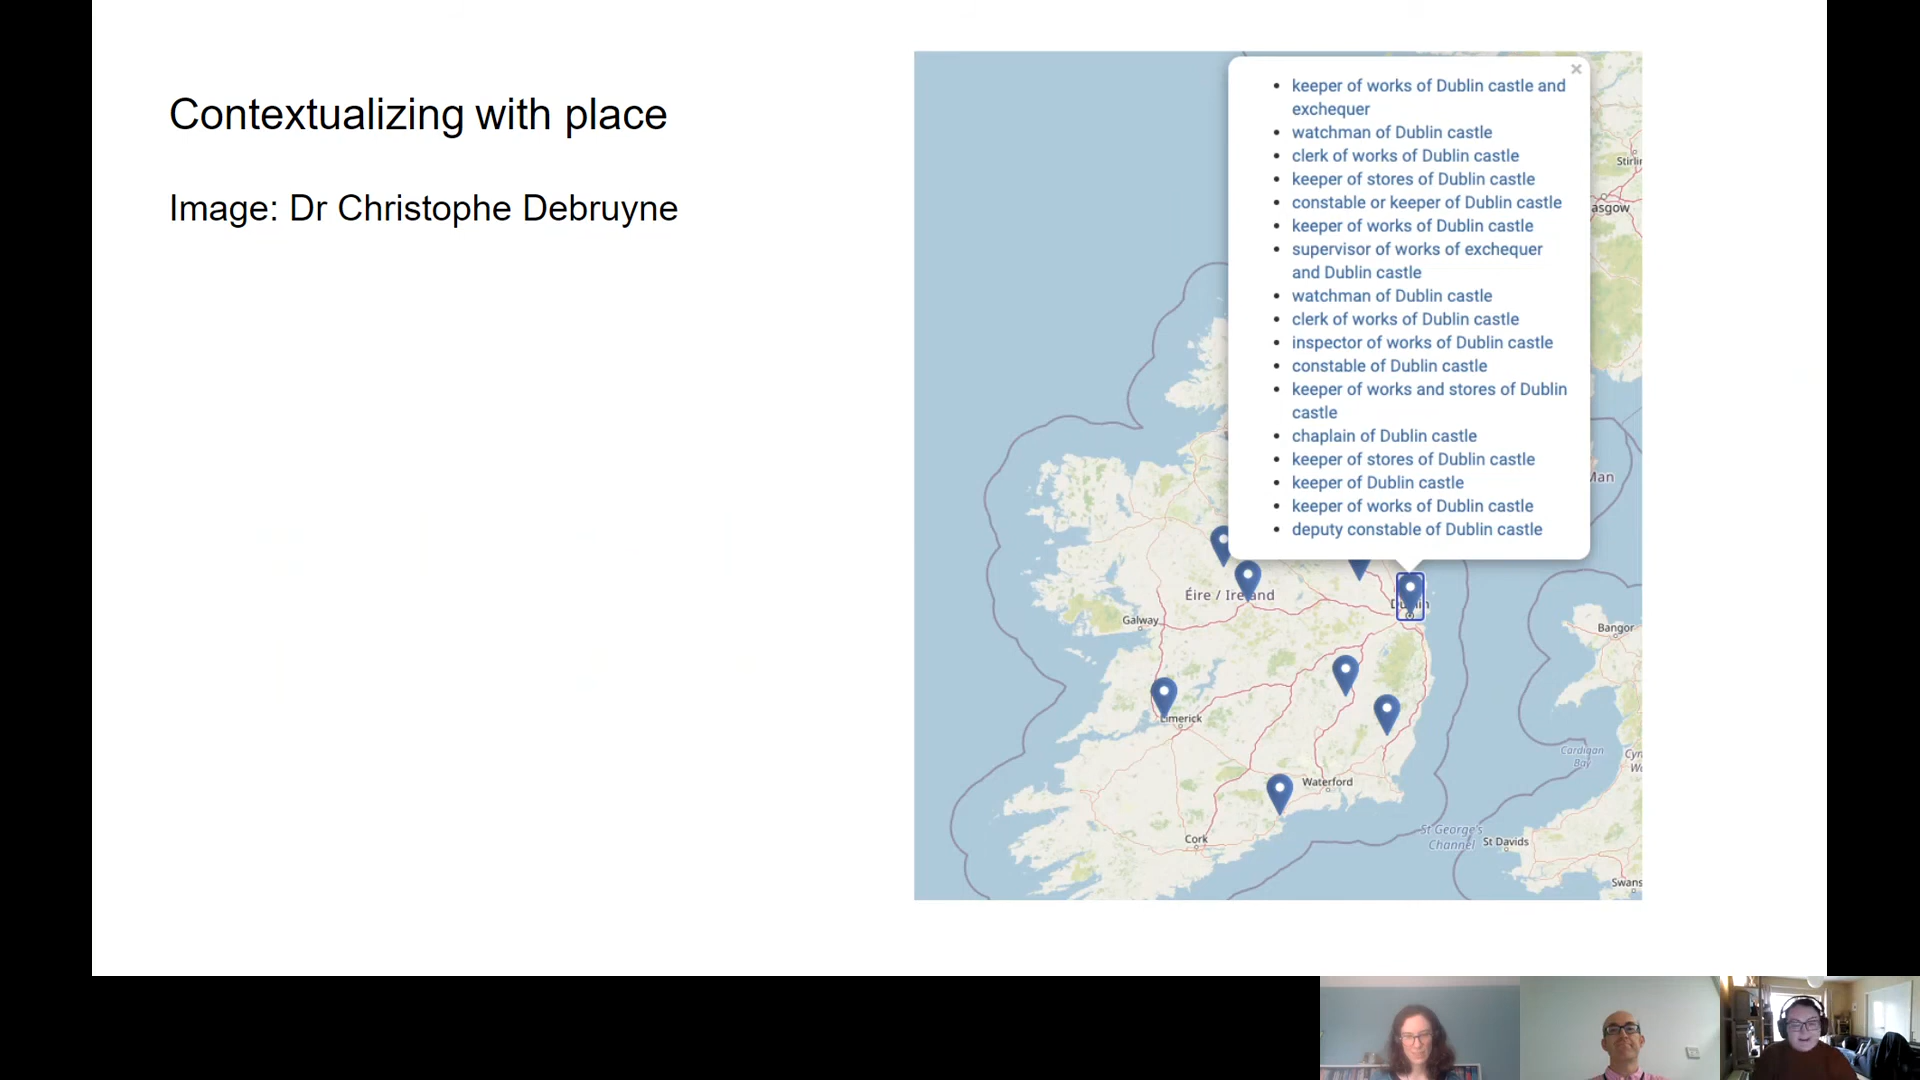 Contextualizing with place
Image: Dr Christophe Debruyne
×
keeper of works of Dublin castle and
exchequer
watchman of Dublin castle
clerk of works of Dublin castle
keeper of stores of Dublin castle
constable or keeper of Dublin castle
keeper of works of Dublin castle
supervisor of works of exchequer
and Dublin castle
watchman of Dublin castle
clerk of works of Dublin castle
inspector of works of Dublin castle
constable of Dublin castle
keeper of works and stores of Dublin
castle
chaplain of Dublin castle
keeper of stores of Dublin castle
keeper of Dublin castle
keeper of works of Dublin castle
deputy constable of Dublin castle
Stirlin
asgow
Man
Éire / Ireland
Galway
Limerick
Waterford
Cork
Bangor
Cardigan
Bay
St George's
Channel
St Davids
Swans